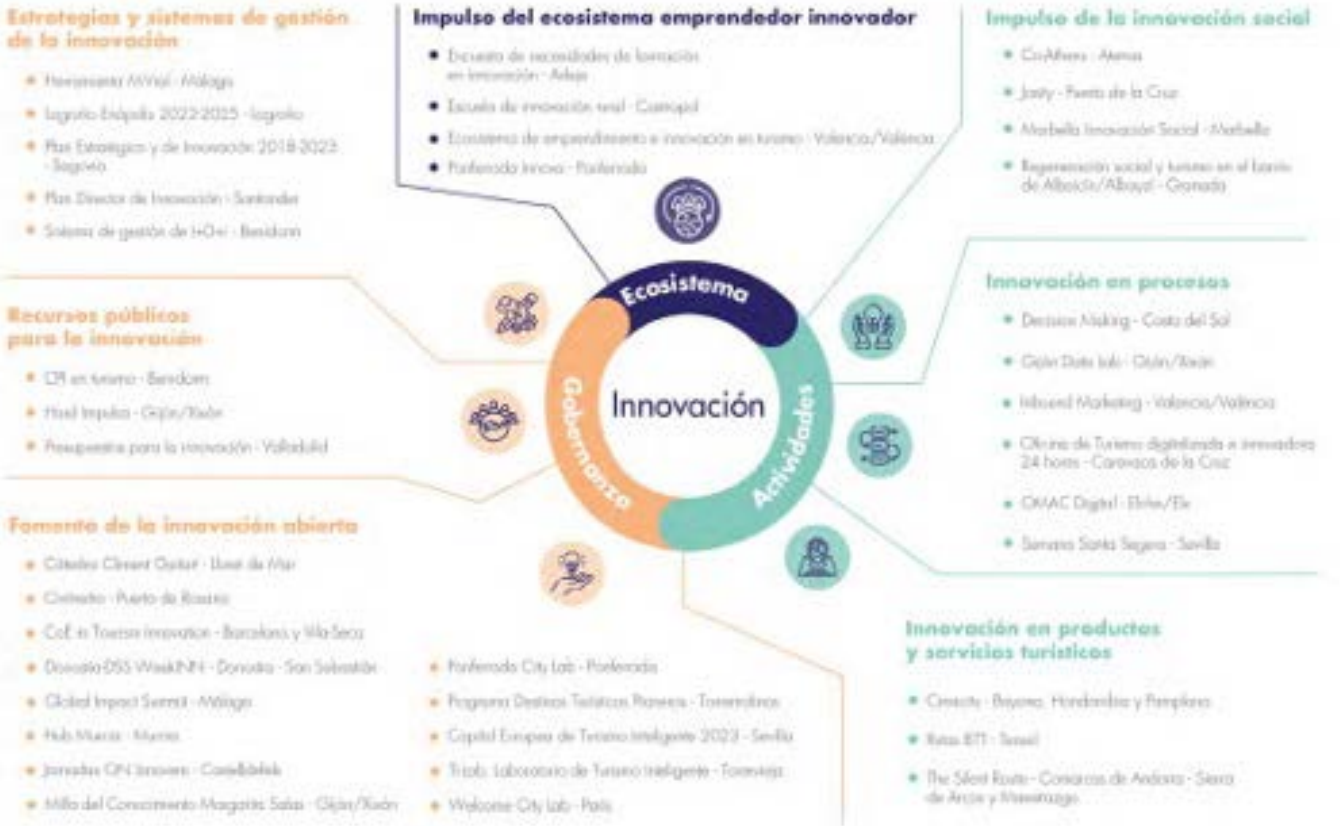 Estrategias y sistemas de gestión
de la innovación
Herramienta - Málaga
Logroño Enópolis 2022-2025 - Logroño
Plan Estratégico y de Innovación 2018-2023
- Segovia
Plan Director de Innovación - Santander
Sistema de gestión de I+D+i - Benidorm
Recursos públicos
para la innovación
CPI en turismo - Benidorm
Impulsa - Gijón/Xixón
Presupuestos para la innovación - Valladolid
Fomento de la innovación abierta
Cátedra Climent Guitart - Lloret de Mar
- Puerto de Rosario
CoE in Tourism Innovation - Barcelona y Vila-Seca
Donostia-DSS WeekINN - Donostia - San Sebastián
Global Impact Summit - Málaga
Hub Murcia - Murcia
Jornadas - Castelldefels
Milla del Conocimiento Margarita Salas - Gijón/Xixón
Ponferrada City Lab - Ponferrada
Programa Destinos Turísticos Pioneros - Torremolinos
Capital Europea de Turismo Inteligente 2023 - Sevilla
Laboratorio de Turismo Inteligente - Torrevieja
Welcome City Lab - París
Impulso del ecosistema emprendedor innovador
Encuesta de necesidades de formación
en innovación - Adeje
Escuela de innovación rural - Castropol
Ecosistema de emprendimiento e innovación en turismo - Valencia/València
Ponferrada Innova - Ponferrada
Ecosistema
Gobernanza
Innovación
Actividades
Impulso de la innovación social
Co-Athens - Atenas
- Puerto de la Cruz
Marbella Innovación Social - Marbella
Regeneración social y turismo en el barrio
de Albaicín/Albayzí - Granada
Innovación en procesos
Decision Making - Costa del Sol
Gijón Data Lab - Gijón/Xixón
Inbound Marketing - Valencia/València
Oficina de Turismo digitalizada e innovadora
24 horas - Caravaca de la Cruz
OMAC Digital - Elche/Elx
Semana Santa Segura - Sevilla
Innovación en productos
y servicios turísticos
- Bayona, Hondarribia y Pamplona
Rutas BTT - Teruel
The Silent Route - Comarcas de Andorra - Sierra
de Arcos y Maestrazgo